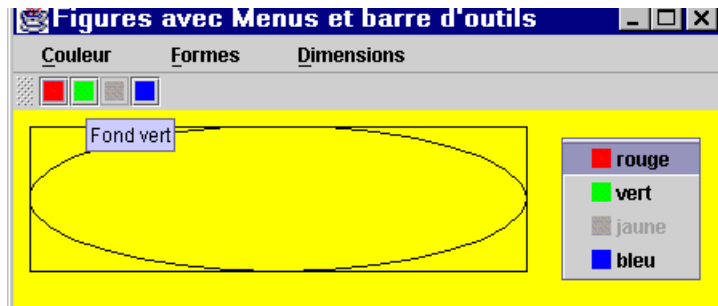 Figures avec Menus et barre d'outils
Couleur Formes Dimensions
Fond vert
rouge
vert
jaune
bleu